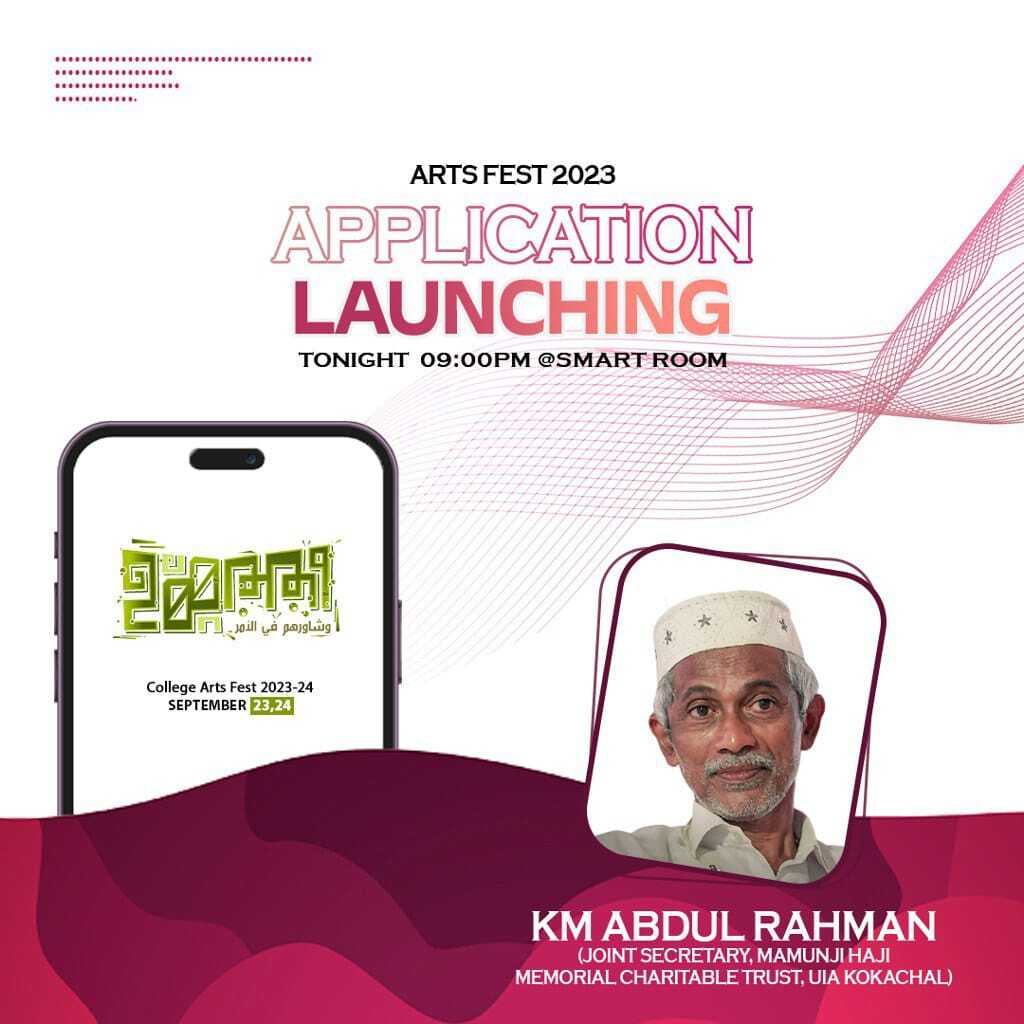 ARTS FEST 2023
APPLICATION
LAUNCHING
TONIGHT 09:00PM @SMART ROOM
وشاورهم في الأمر
College Arts Fest 2023-24
SEPTEMBER 23,24
KM ABDUL RAHMAN
(JOINT SECRETARY, MAMUNJI HAJI
MEMORIAL CHARITABLE TRUST, UIA KOKACHAL)